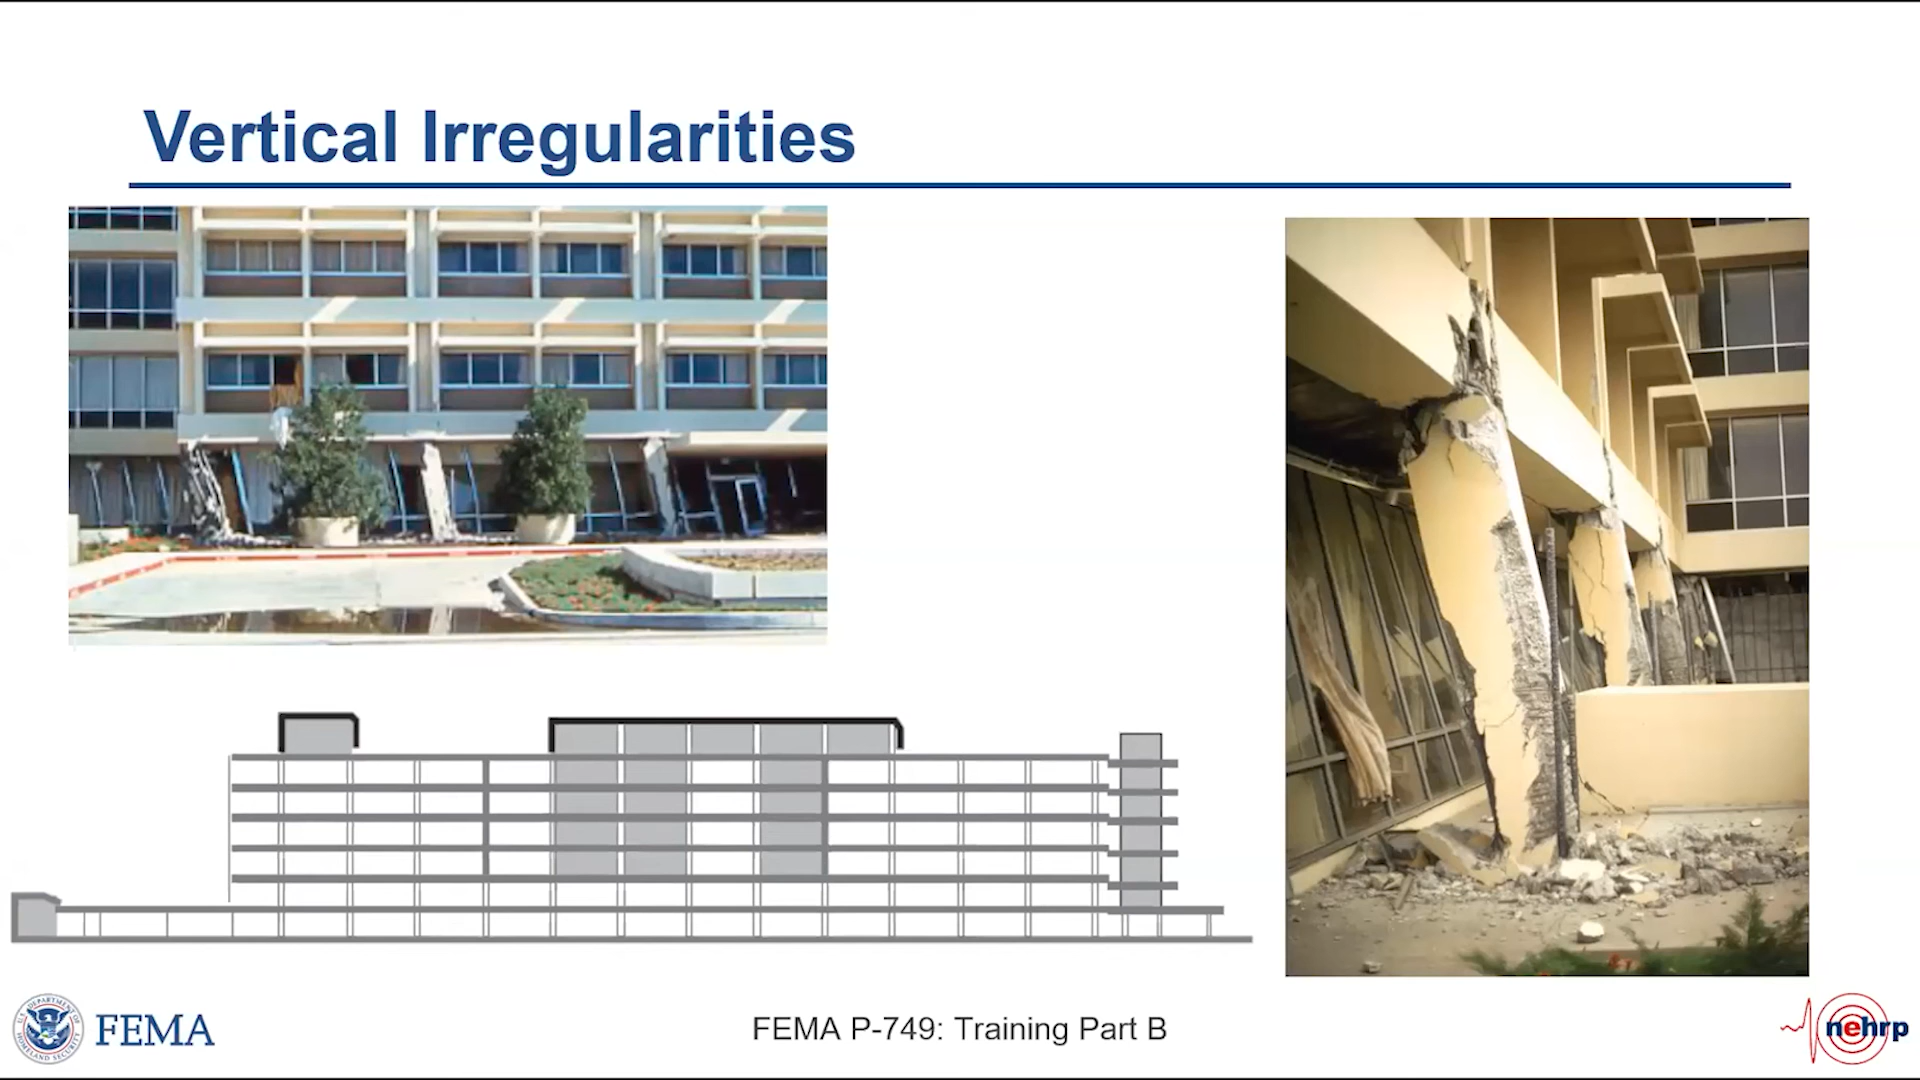 Vertical Irregularities
FEMA
FEMA P-749: Training Part B
nehrp